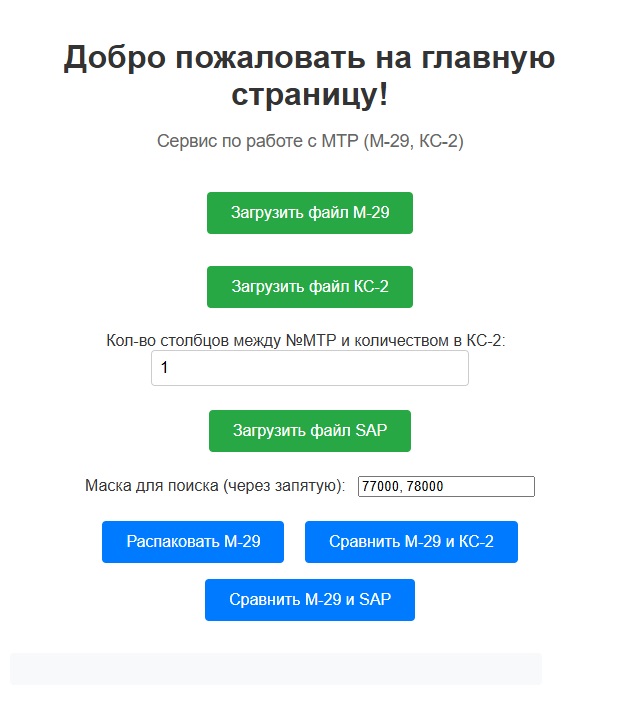 Добро пожаловать на главную
страницу!
Сервис по работе с МТР (М-29, КС-2)
Загрузить файл М-29
Загрузить файл КС-2
Кол-во столбцов между №МТР и количеством в КС-2:
1
Загрузить файл SAP
Маска для поиска (через запятую): 77000, 78000
Распаковать М-29 Сравнить М-29 и КС-2
Сравнить М-29 и SAP